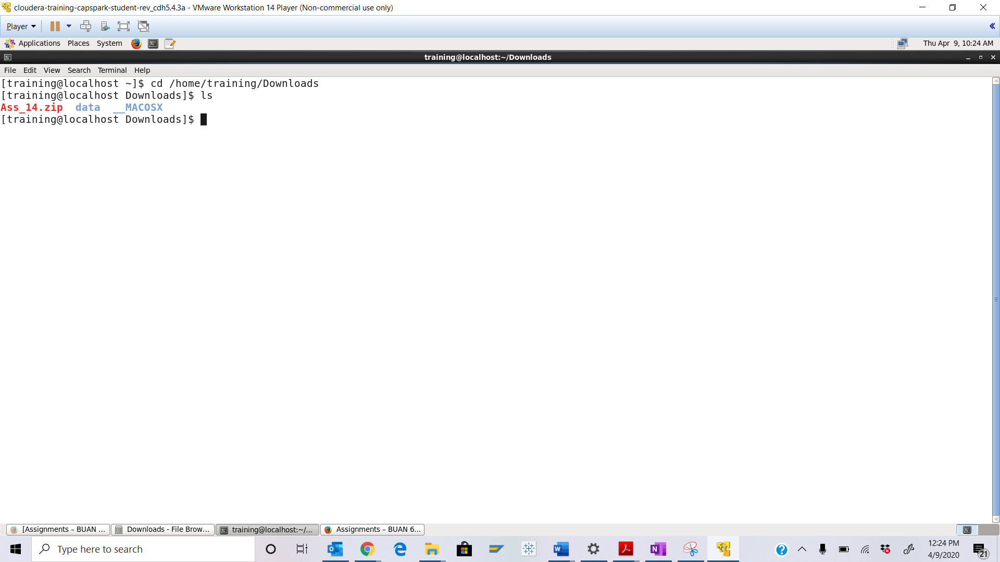 cloudera-training-capspark-student-rev_cdh5.4.3a - VMware Workstation 14 Player (Non-commercial use only)
Player
Applications Places System Thu Apr 9, 10:24 AM
training@localhost:~/Downloads
File Edit View Search Terminal Help
[training@localhost ~]$ cd /home/training/Downloads
[training@localhost Downloads]$ ls
Ass_14.zip data __MACOSX
[training@localhost Downloads]$
[Assignments – BUAN ... Downloads - File Brow... training@localhost:~/... Assignments – BUAN 6...
Type here to search
12:24 PM
4/9/2020
21